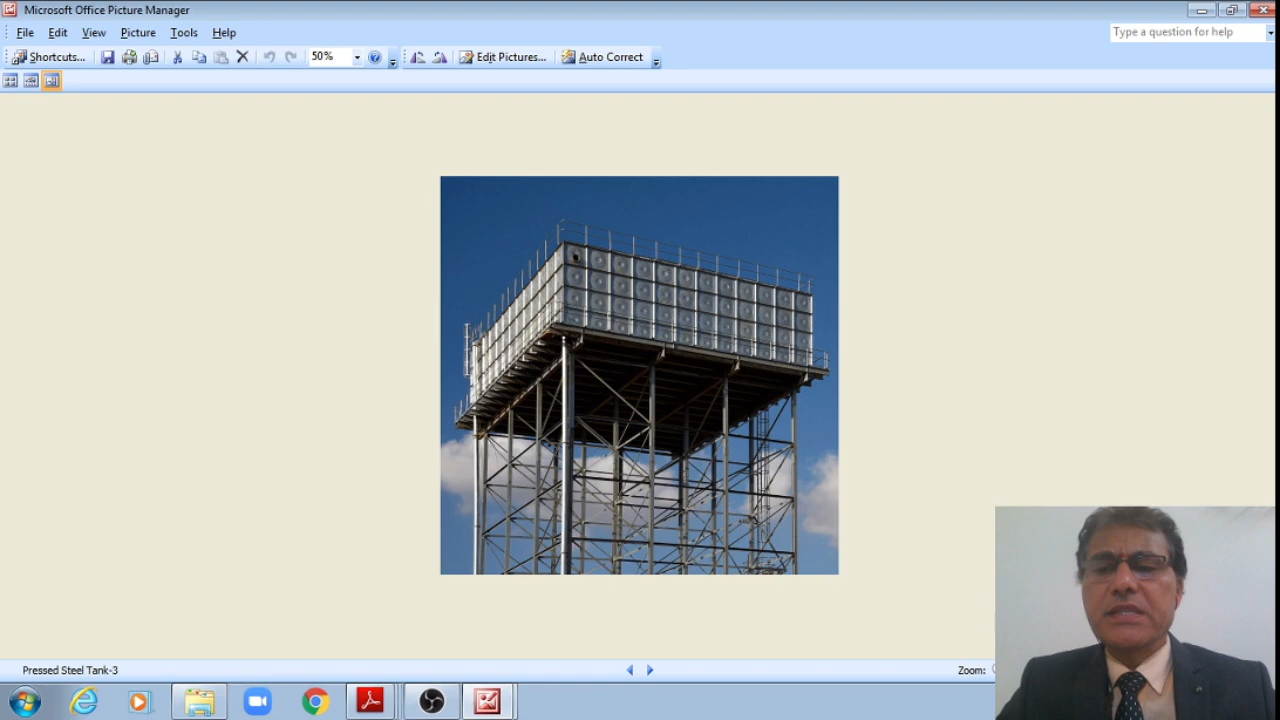 Microsoft Office Picture Manager
File Edit View Picture Tools Help
Type a question for help
Shortcuts... 50% Edit Pictures... Auto Correct
Pressed Steel Tank-3
Zoom: